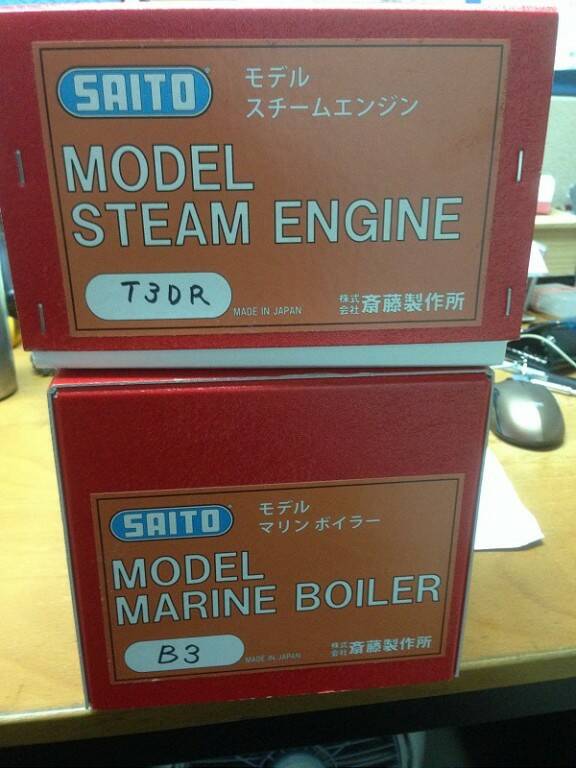 SAITO
モデル
スチームエンジン
MODEL
STEAM ENGINE
T3DR
MADE IN JAPAN
株式会社斎藤製作所
SAITO
モデル
マリンボイラー
MODEL
MARINE BOILER
B3
MADE IN JAPAN
株式会社斎藤製作所